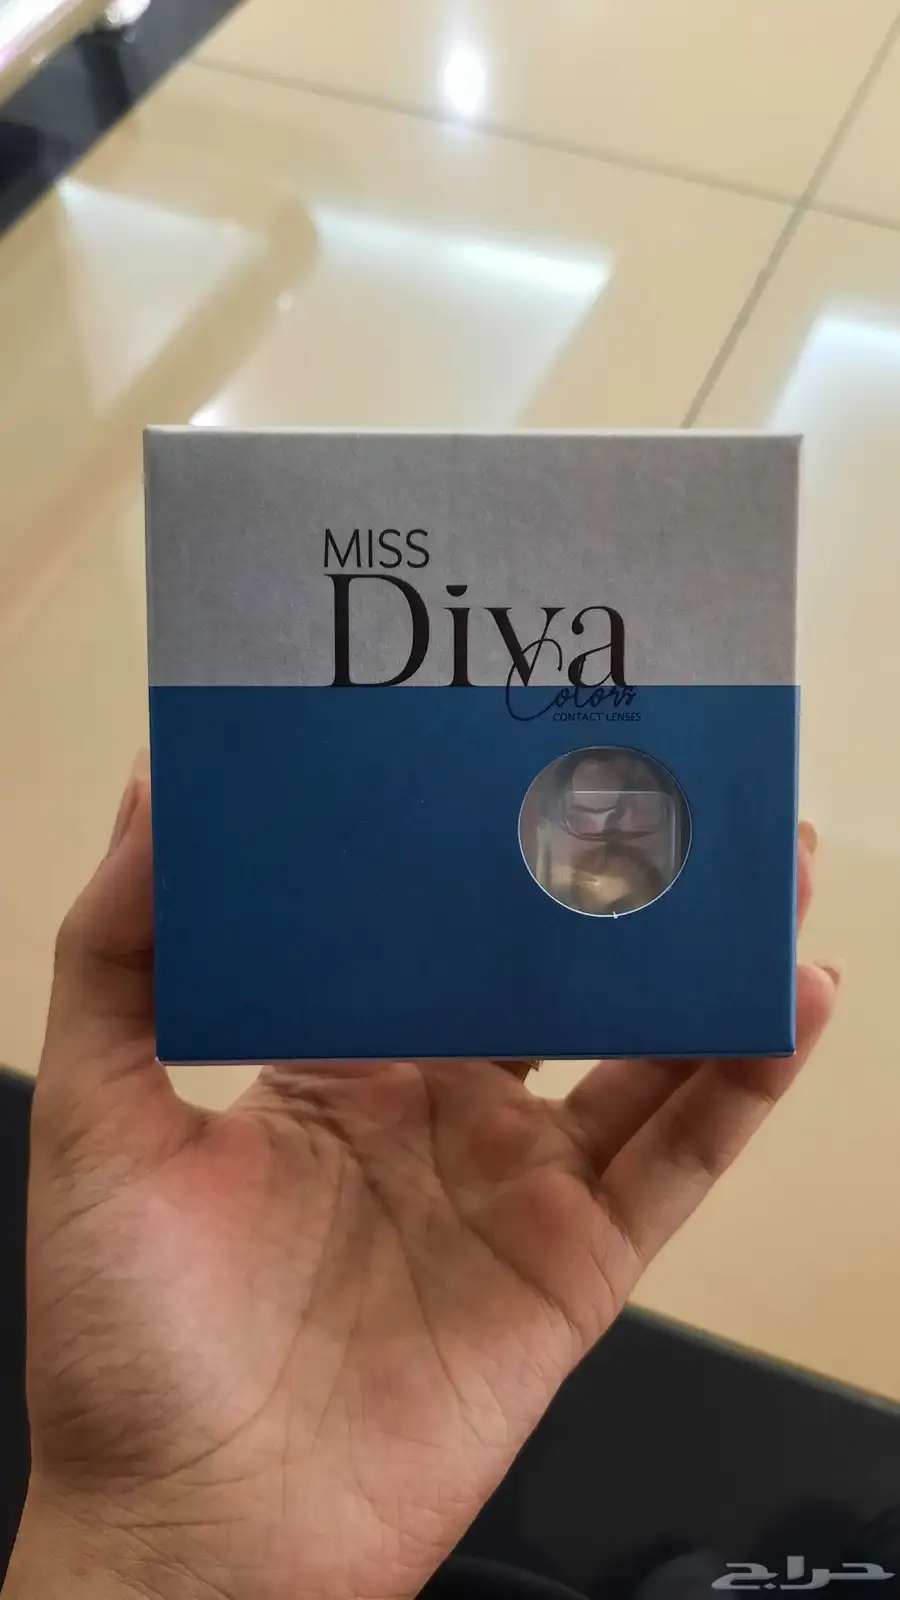 MISS
Diva
Colors
CONTACT LENSES
حراج